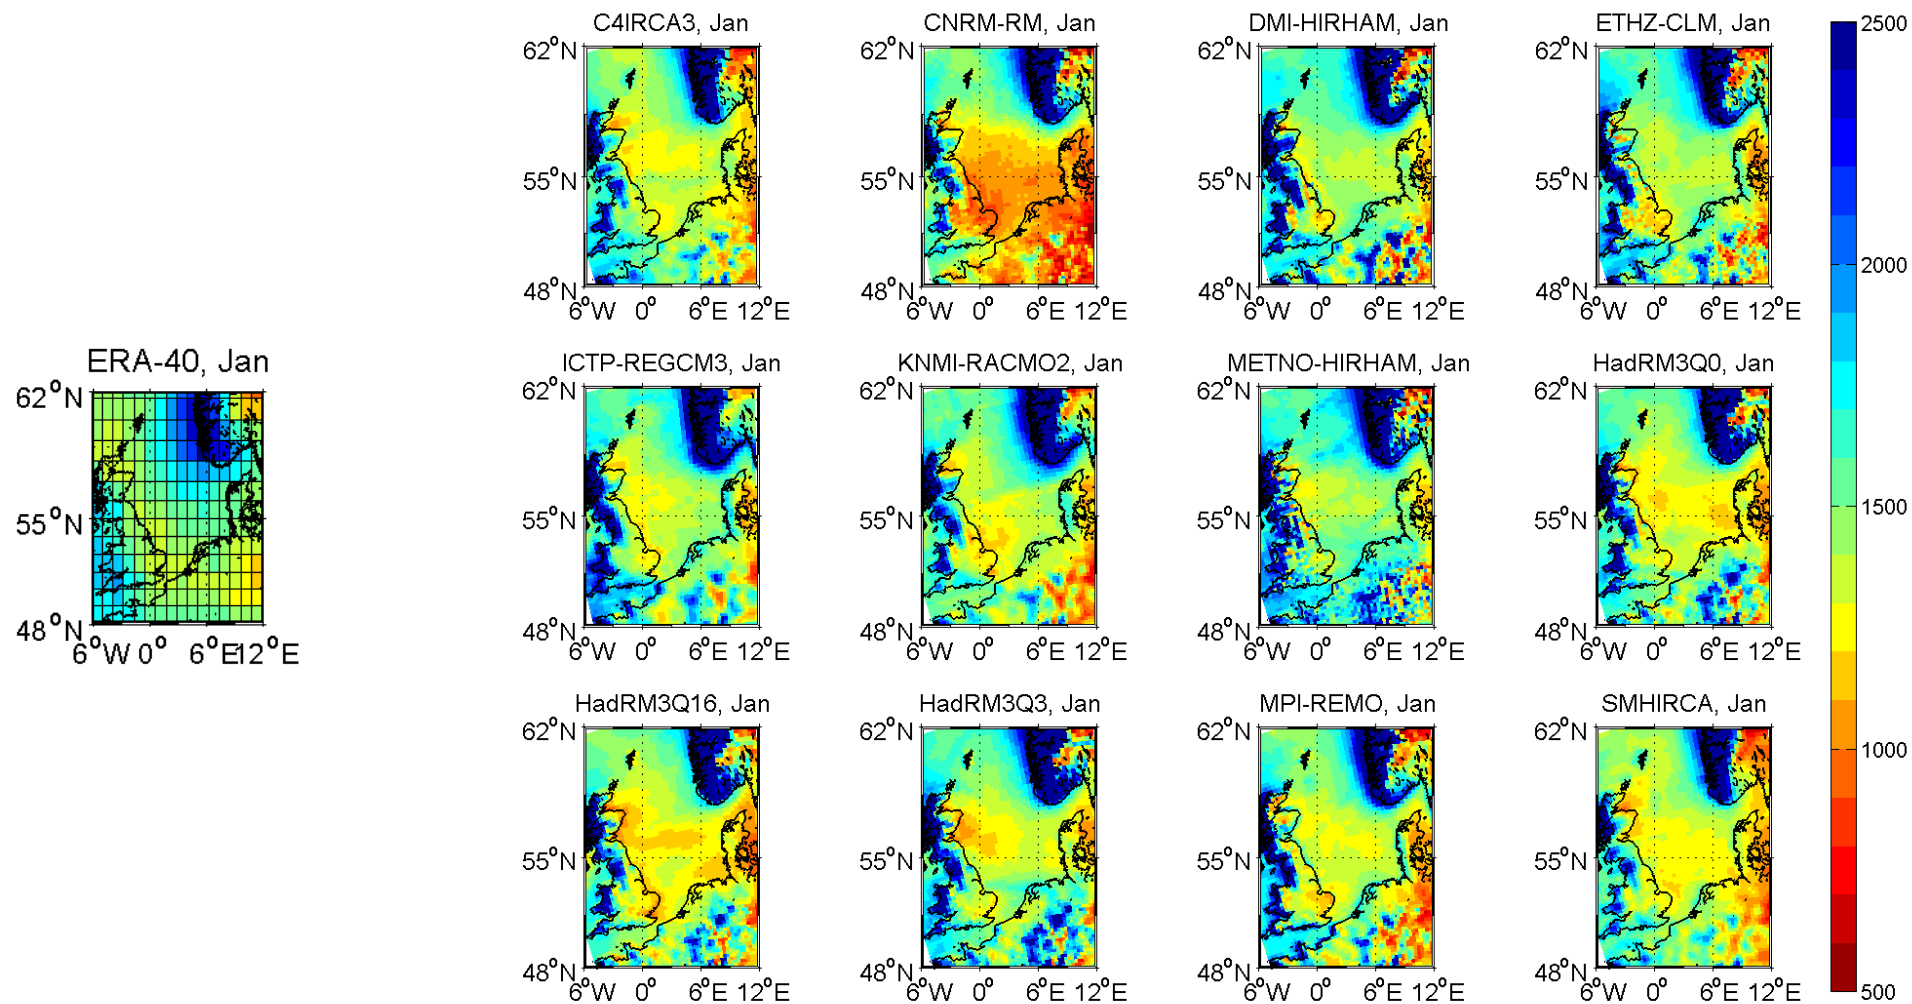 C4IRCA3, Jan
CNRM-RM, Jan
DMI-HIRHAM, Jan
ETHZ-CLM, Jan
62°N 62°N 62°N 62°N 2500
55°N 55°N 55°N 55°N
2000
48°N 48°N 48°N 48°N
6°W 0° 6°E 12°E 6°W 0° 6°E 12°E 6°W 0° 6°E 12°E 6°W 0° 6°E 12°E
ERA-40, Jan
62°N
55°N
48°N
6°W 0° 6°E 12°E
ICTP-REGCM3, Jan
KNMI-RACMO2, Jan
METNO-HIRHAM, Jan
HadRM3Q0, Jan
62°N 62°N 62°N 62°N
1500
55°N 55°N 55°N 55°N
48°N 48°N 48°N 48°N
6°W 0° 6°E 12°E 6°W 0° 6°E 12°E 6°W 0° 6°E 12°E 6°W 0° 6°E 12°E
HadRM3Q16, Jan
HadRM3Q3, Jan
MPI-REMO, Jan
SMHIRCA, Jan
62°N 62°N 62°N 62°N
1000
55°N 55°N 55°N 55°N
48°N 48°N 48°N 48°N
6°W 0° 6°E 12°E 6°W 0° 6°E 12°E 6°W 0° 6°E 12°E 6°W 0° 6°E 12°E
500